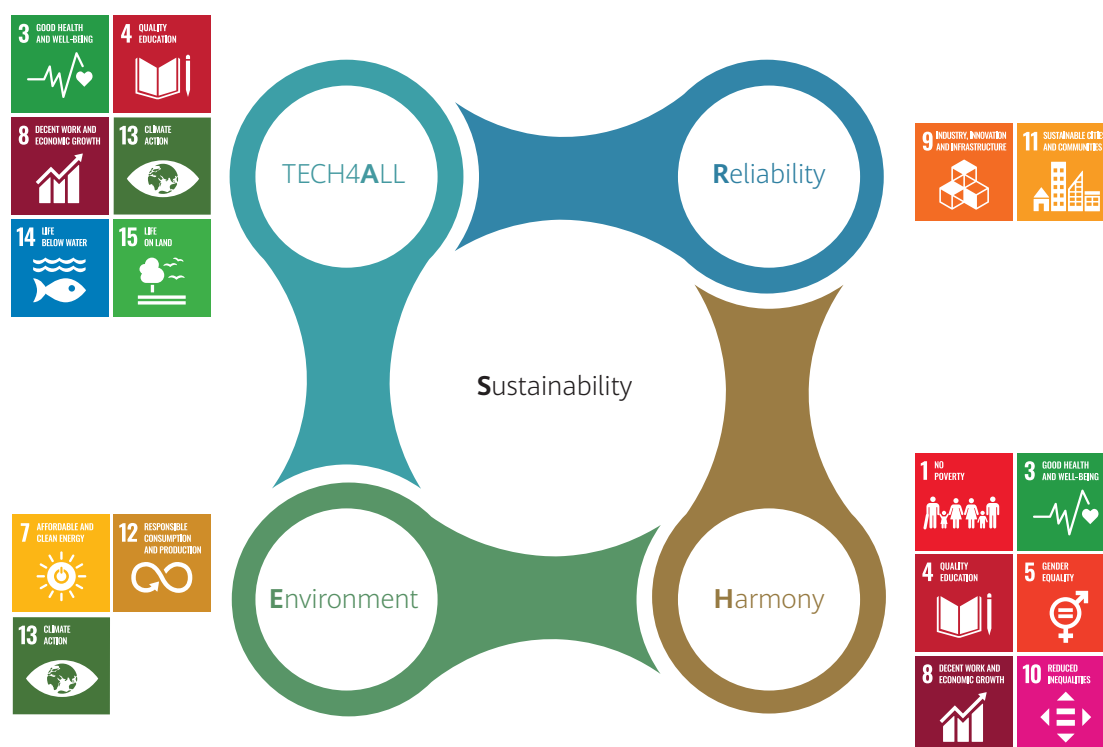 3 GOOD HEALTH
AND WELL-BEING
4 QUALITY
EDUCATION
8 DECENT WORK AND
ECONOMIC GROWTH
13 CLIMATE
ACTION
14 LIFE
BELOW WATER
15 LIFE
ON LAND
TECH4ALL
Reliability
9 INDUSTRY, INNOVATION
AND INFRASTRUCTURE
11 SUSTAINABLE CITIES
AND COMMUNITIES
Sustainability
7 AFFORDABLE AND
CLEAN ENERGY
12 RESPONSIBLE
CONSUMPTION
AND PRODUCTION
13 CLIMATE
ACTION
Environment
Harmony
1 NO
POVERTY
3 GOOD HEALTH
AND WELL-BEING
4 QUALITY
EDUCATION
5 GENDER
EQUALITY
8 DECENT WORK AND
ECONOMIC GROWTH
10 REDUCED
INEQUALITIES